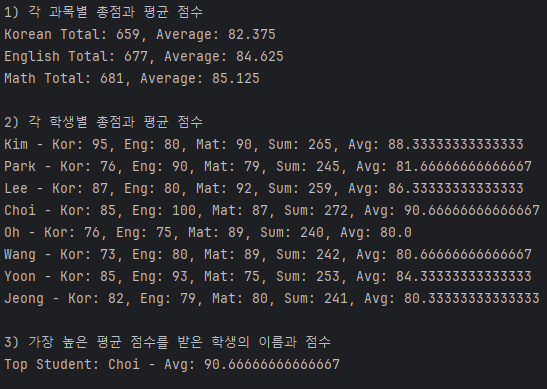 1) 각 과목별 총점과 평균 점수
Korean Total: 659, Average: 82.375
English Total: 677, Average: 84.625
Math Total: 681, Average: 85.125
2) 각 학생별 총점과 평균 점수
Kim - Kor: 95, Eng: 80, Mat: 90, Sum: 265, Avg: 88.33333333333333
Park - Kor: 76, Eng: 90, Mat: 79, Sum: 245, Avg: 81.66666666666667
Lee - Kor: 87, Eng: 80, Mat: 92, Sum: 259, Avg: 86.33333333333333
Choi - Kor: 85, Eng: 100, Mat: 87, Sum: 272, Avg: 90.66666666666667
Oh - Kor: 76, Eng: 75, Mat: 89, Sum: 240, Avg: 80.0
Wang - Kor: 73, Eng: 80, Mat: 89, Sum: 242, Avg: 80.66666666666667
Yoon - Kor: 85, Eng: 93, Mat: 75, Sum: 253, Avg: 84.33333333333333
Jeong - Kor: 82, Eng: 79, Mat: 80, Sum: 241, Avg: 80.33333333333333
3) 가장 높은 평균 점수를 받은 학생의 이름과 점수
Top Student: Choi - Avg: 90.66666666666667